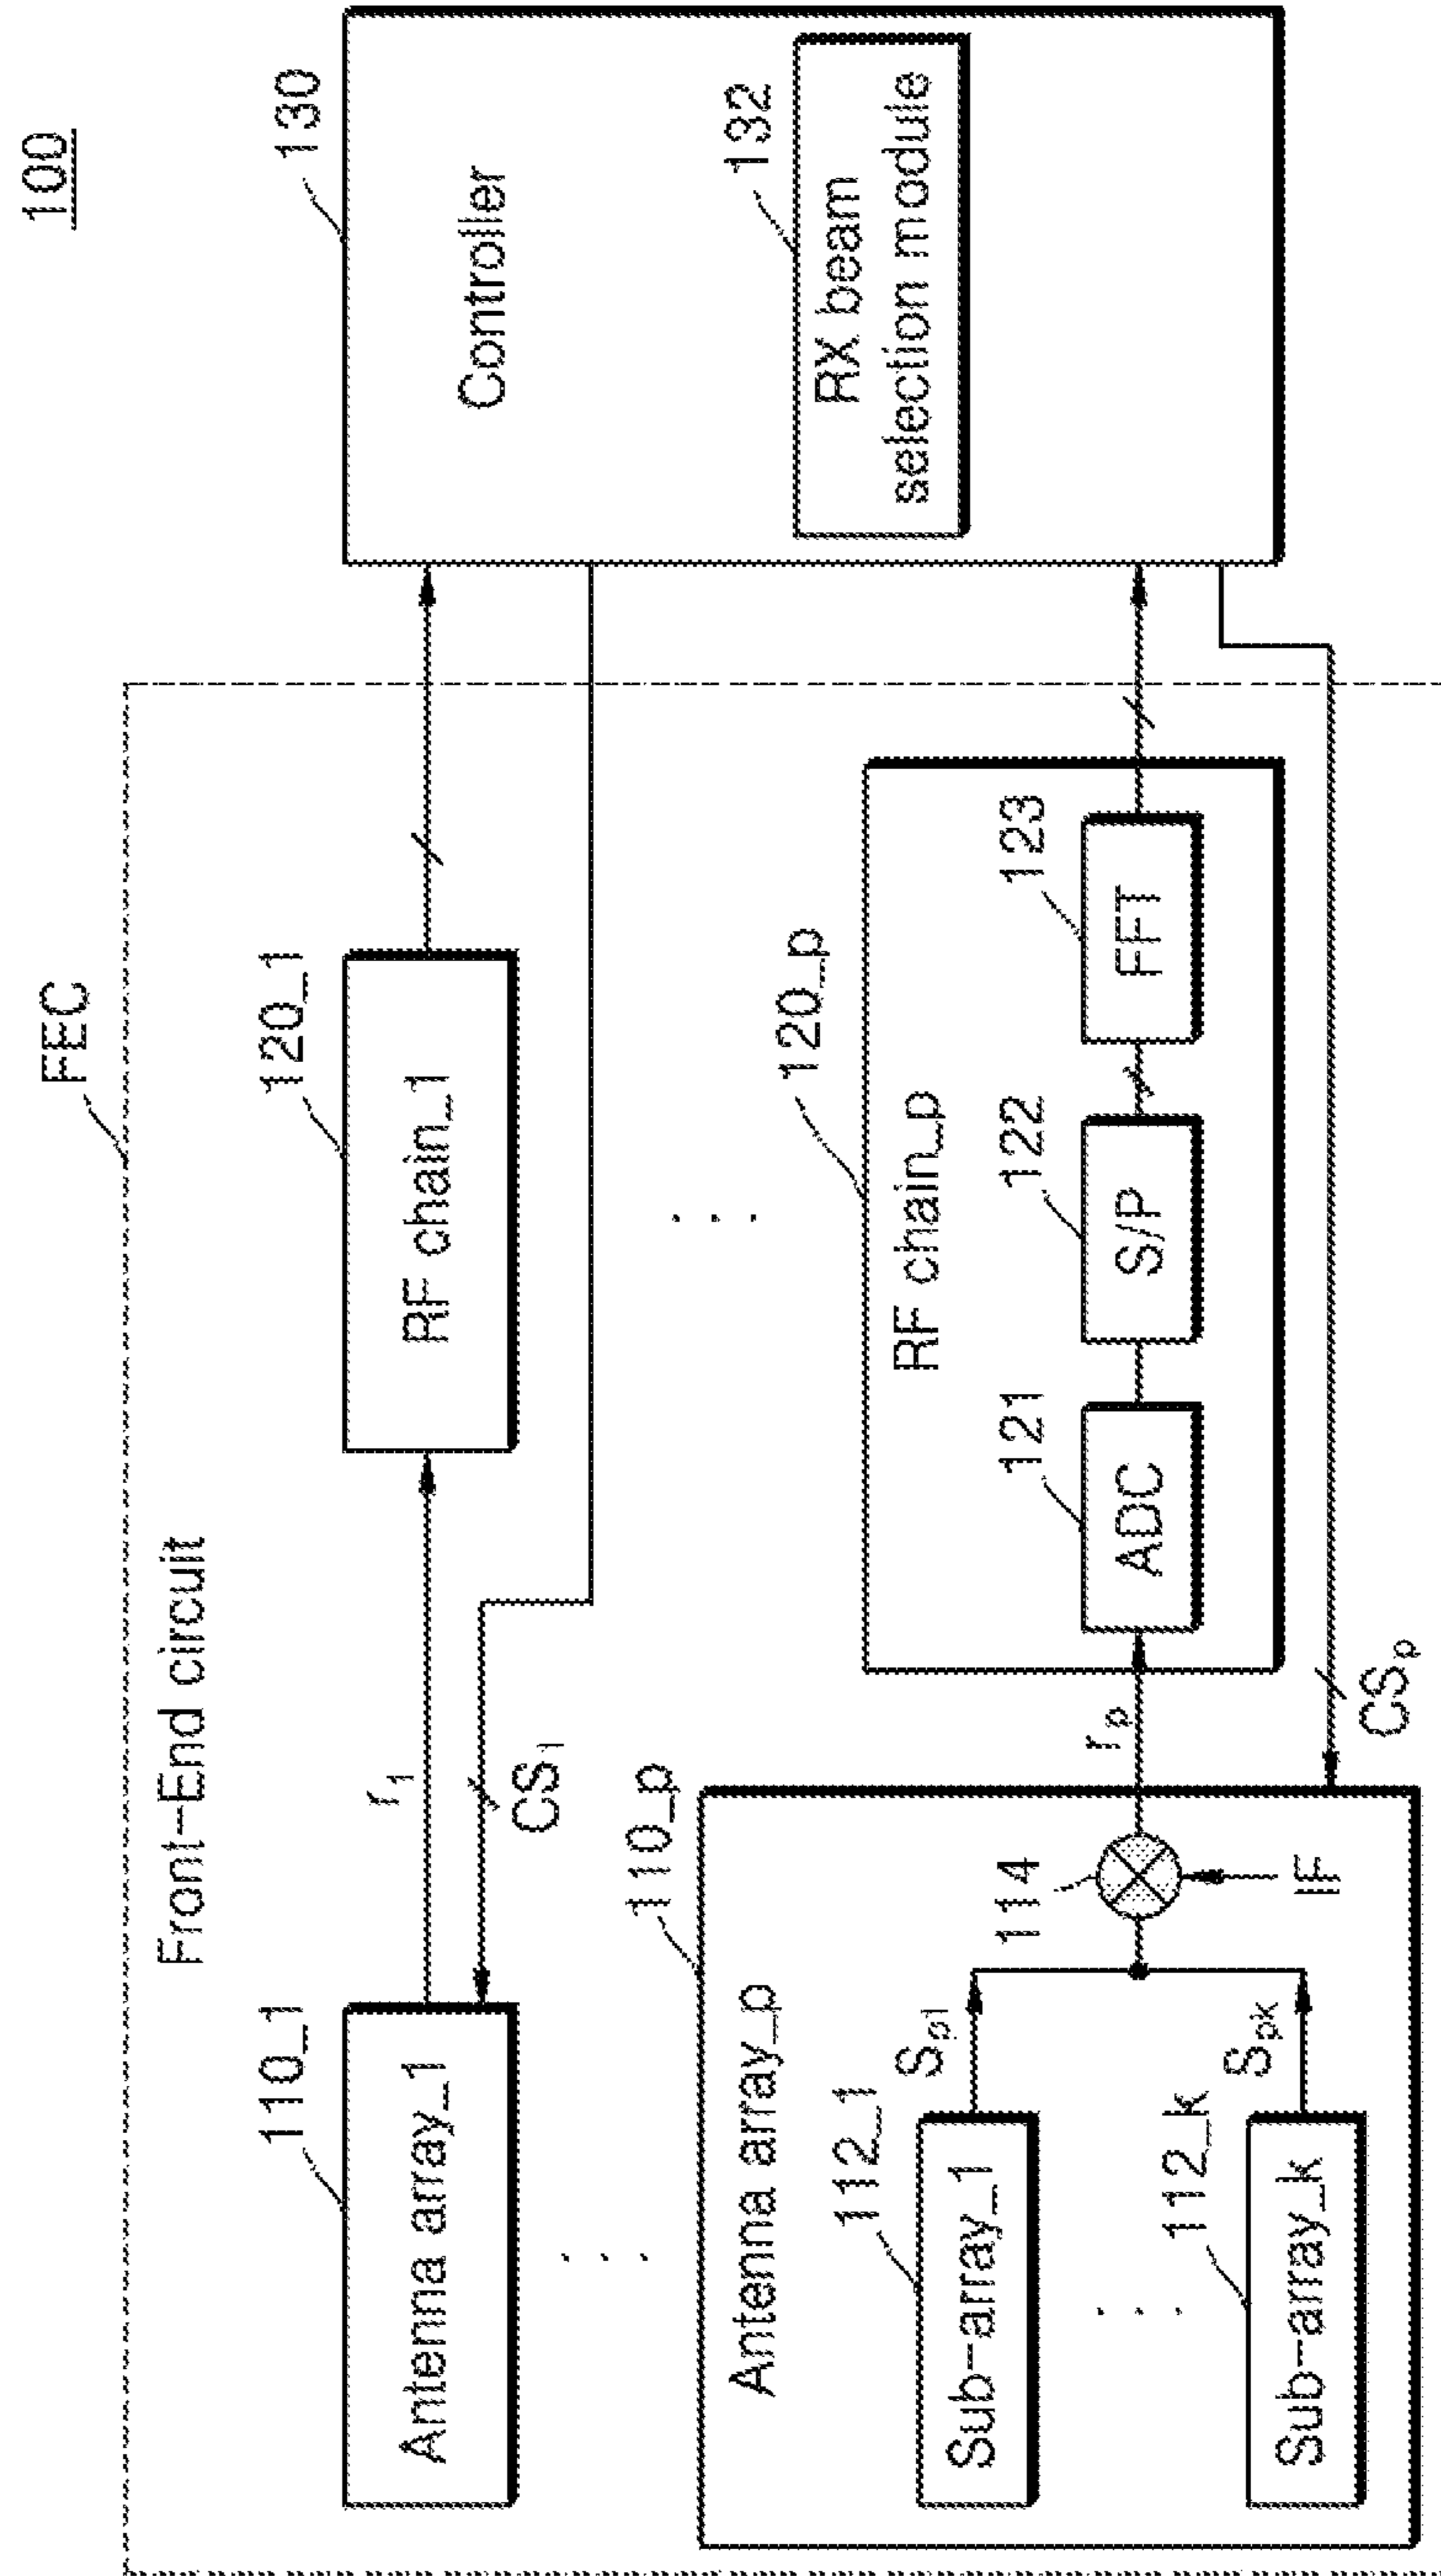 100
FEC
Front-End circuit
110_1
Antenna array_1
r1
CS1
120_1
RF chain_1
130
Controller
132
RX beam
selection module
110_p
Antenna array_p
112_1
Sub-array_1
Sp1
112_k
Sub-array_k
Spk
114
IF
rp
CSp
120_p
RF chain_p
121
ADC
122
S/P
123
FFT